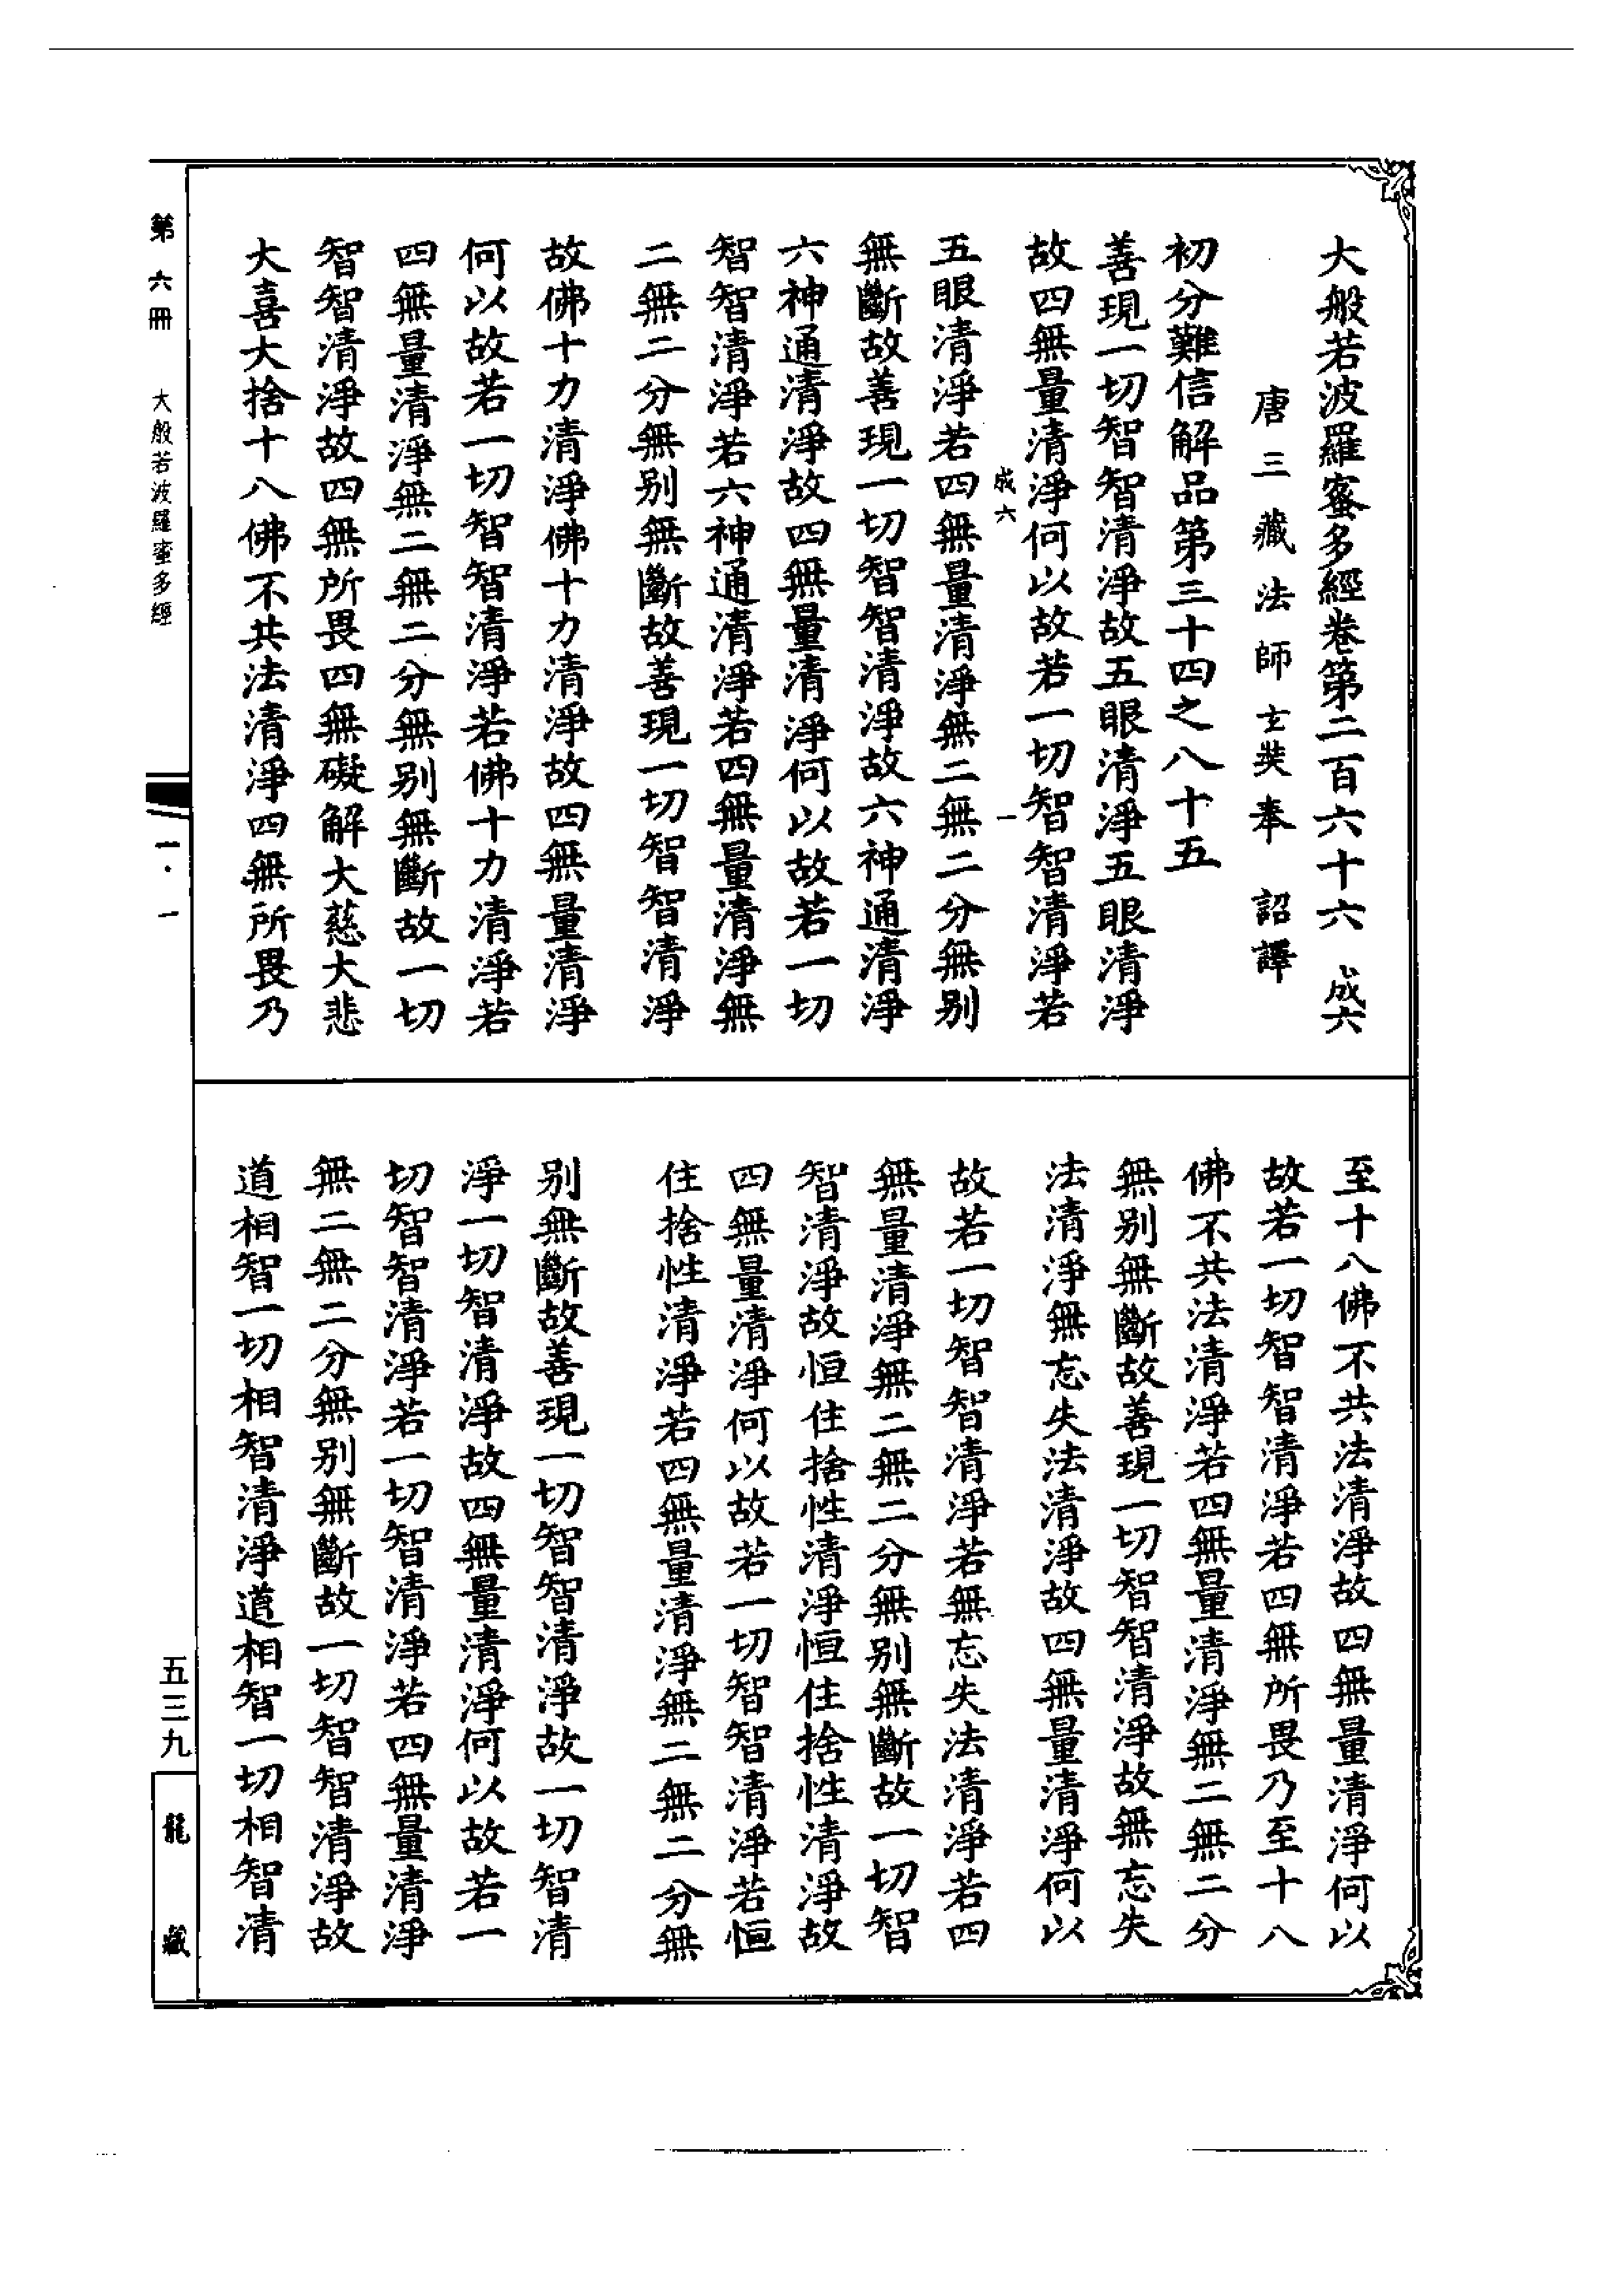 大般若波羅蜜多經卷第二百六十六 成六
唐三藏法師玄奘奉 詔譯
初分難信解品第三十四之八十五
善現一切智智清淨故五眼清淨五眼清淨
故四無量清淨何以故若一切智智清淨若
成六 一
五眼清淨若四無量清淨無二無二分無别
無斷故善現一切智智清淨故六神通清淨
六神通清淨故四無量清淨何以故若一切
智智清淨若六神通清淨若四無量清淨無
二無二分無别無斷故善現一切智智清淨
故佛十力清淨佛十力清淨故四無量清淨
何以故若一切智智清淨若佛十力清淨若
四無量清淨無二無二分無别無斷故一切
智智清淨故四無所畏四無礙解大慈大悲
大喜大捨十八佛不共法清淨四無所畏乃
至十八佛不共法清淨故四無量清淨何以
故若一切智智清淨若四無所畏乃至十八
佛不共法清淨若四無量清淨無二無二分
無别無斷故善現一切智智清淨故無忘失
法清淨無忘失法清淨故四無量清淨何以
故若一切智智清淨若無忘失法清淨若四
無量清淨無二無二分無别無斷故一切智
智清淨故恒住捨性清淨恒住捨性清淨故
四無量清淨何以故若一切智智清淨若恒
住捨性清淨若四無量清淨無二無二分無
别無斷故善現一切智智清淨故一切智清
淨一切智清淨故四無量清淨何以故若一
切智智清淨若一切智清淨若四無量清淨
無二無二分無别無斷故一切智智清淨故
道相智一切相智清淨道相智一切相智清
第六冊 大般若波羅蜜多經
一·一
五三九
龍藏